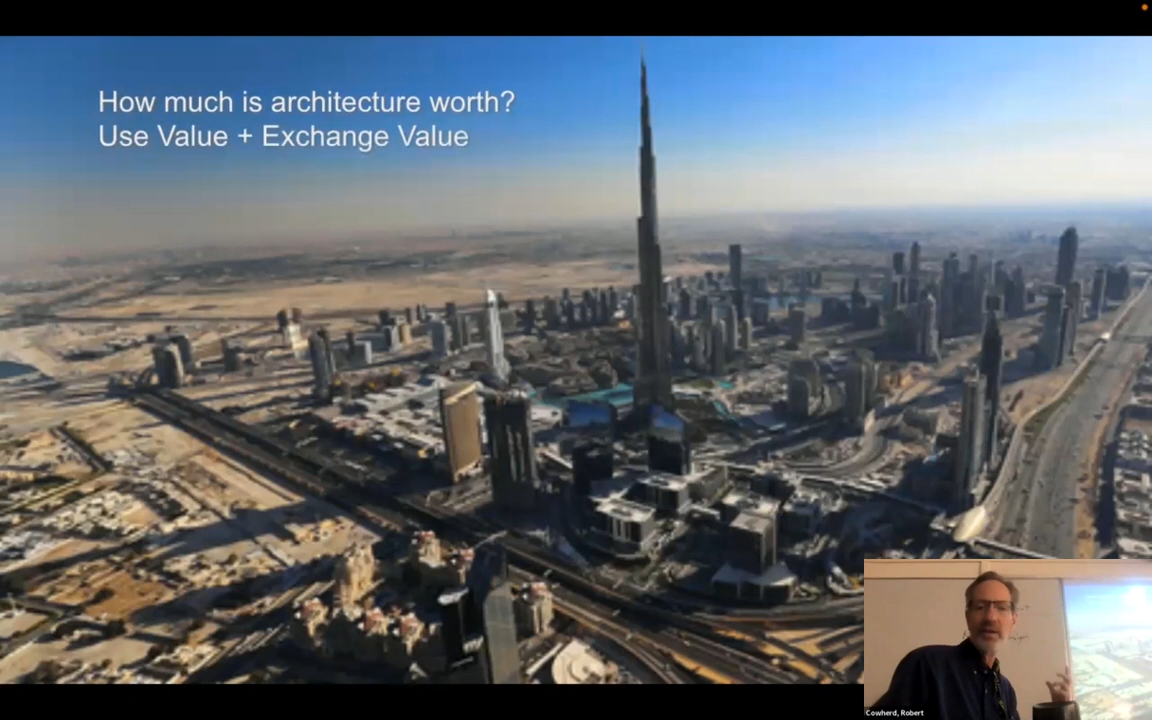 How much is architecture worth?
Use Value + Exchange Value
Cowherd, Robert